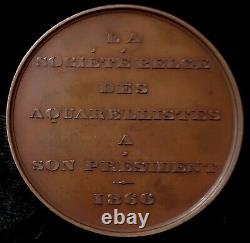 LA
SOCIÉTÉ BELGE
DES
AQUARELLISTES
A
SON PRÉSIDENT
1866